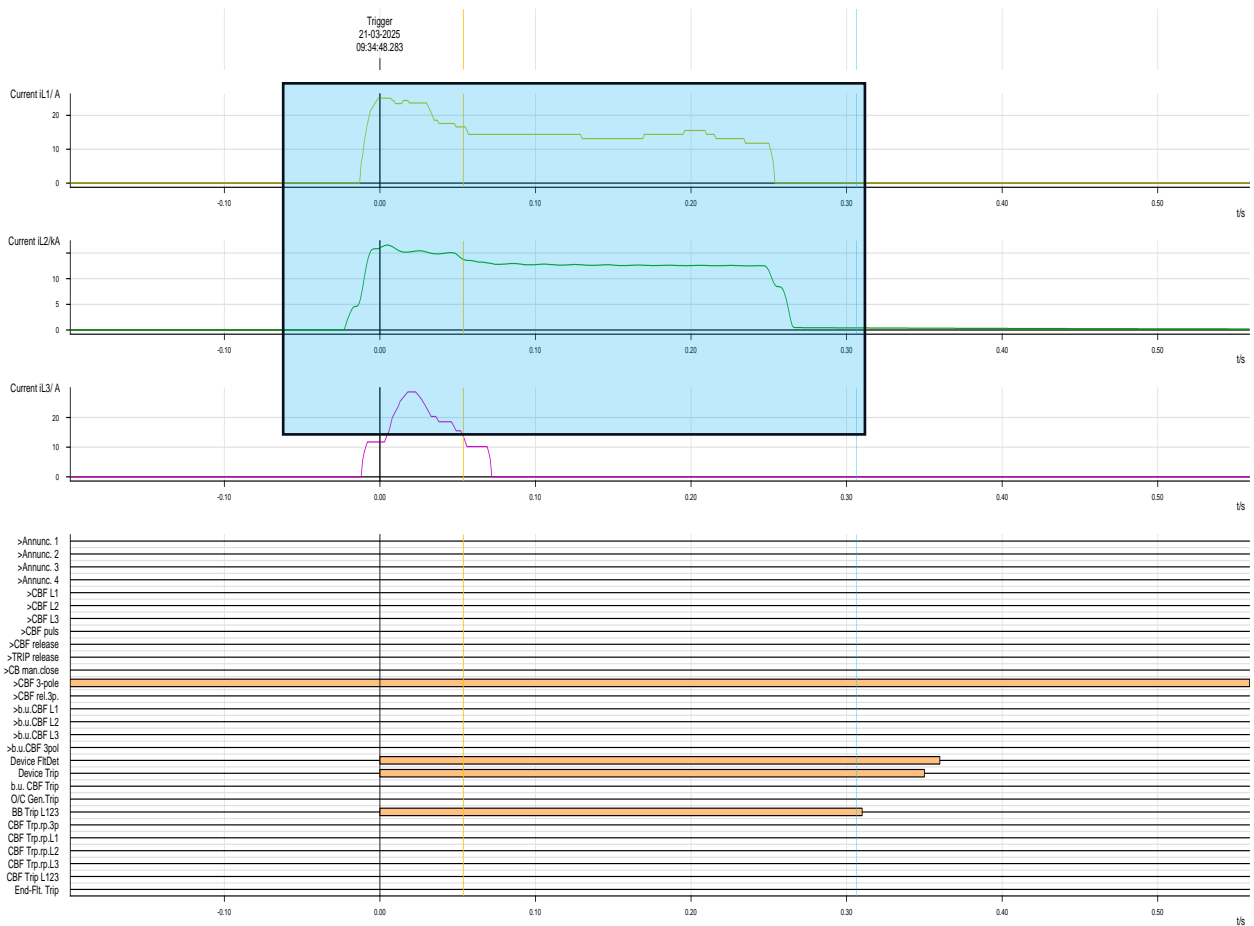 Trigger
21-03-2025
09:34:48.283
Current iL1/ A
20
10
0
-0.10 0.00 0.10 0.20 0.30 0.40 0.50
t/s
Current iL2/kA
10
5
0
-0.10 0.00 0.10 0.20 0.30 0.40 0.50
t/s
Current iL3/ A
20
10
0
-0.10 0.00 0.10 0.20 0.30 0.40 0.50
t/s
>Annunc. 1
>Annunc. 2
>Annunc. 3
>Annunc. 4
>CBF L1
>CBF L2
>CBF L3
>CBF puls
>CBF release
>TRIP release
>CB man.close
>CBF 3-pole
>CBF rel.3p.
>b.u.CBF L1
>b.u.CBF L2
>b.u.CBF L3
>b.u.CBF 3pol
Device FltDet
Device Trip
b.u. CBF Trip
O/C Gen.Trip
BB Trip L123
CBF Trp.rp.3p
CBF Trp.rp.L1
CBF Trp.rp.L2
CBF Trp.rp.L3
CBF Trip L123
End-Flt. Trip
-0.10 0.00 0.10 0.20 0.30 0.40 0.50
t/s